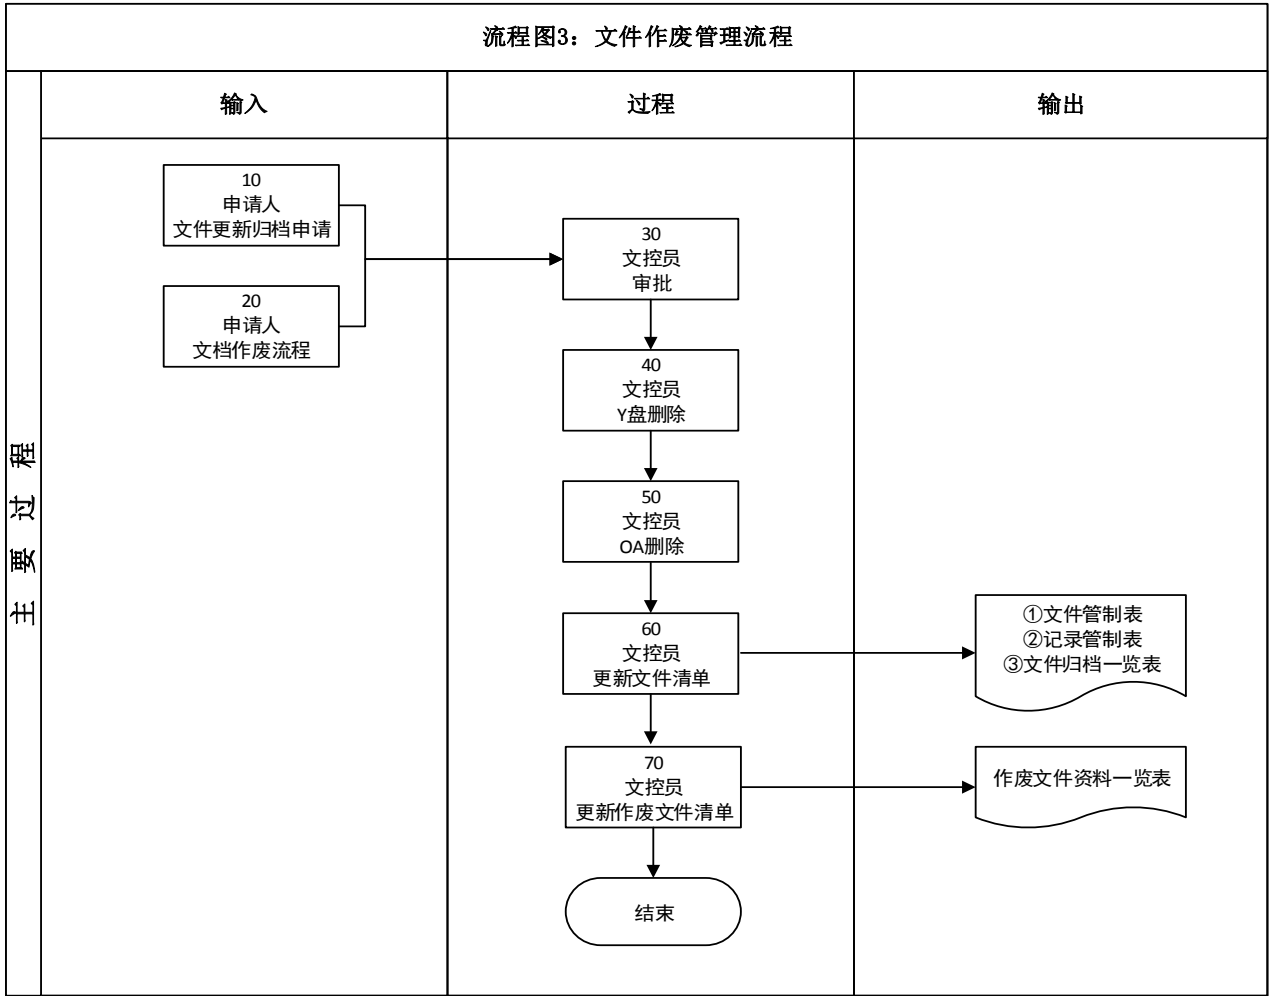 流程图3：文件作废管理流程
输入
过程
输出
主要过程
10
申请人
文件更新归档申请
20
申请人
文档作废流程
30
文控员
审批
40
文控员
Y盘删除
50
文控员
OA删除
60
文控员
更新文件清单
①文件管制表
②记录管制表
③文件归档一览表
70
文控员
更新作废文件清单
作废文件资料一览表
结束